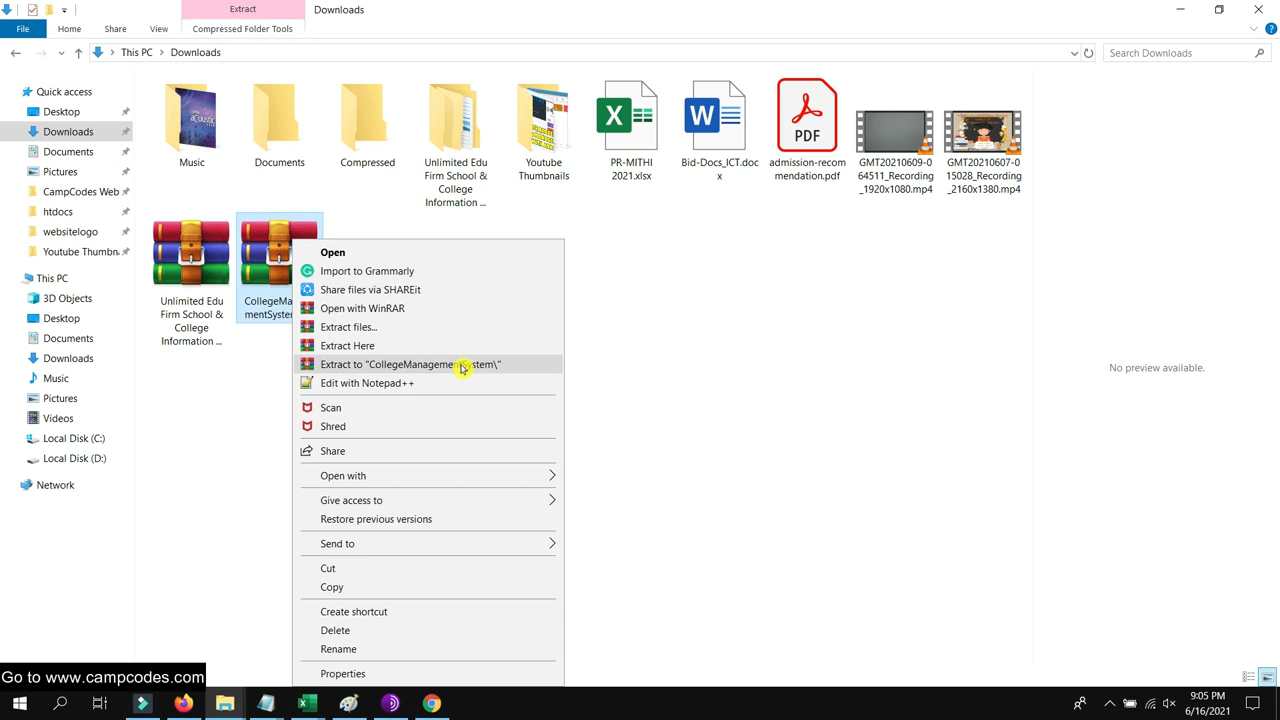 Extract
Downloads
File
Home
Share
View
Compressed Folder Tools
This PC
Downloads
Search Downloads
Quick access
Desktop
Downloads
Documents
Pictures
CampCodes Web
htdocs
websitelogo
Youtube Thumbn
This PC
3D Objects
Desktop
Documents
Downloads
Music
Pictures
Videos
Local Disk (C:)
Local Disk (D:)
Network
Music
Documents
Compressed
Unlimited Edu
Firm School &
College
Information ...
Youtube
Thumbnails
PR-MITHI
2021.xlsx
Bid-Docs_ICT.doc
x
admission-recom
mendation.pdf
GMT20210609-0
64511_Recording
_1920x1080.mp4
GMT20210607-0
15028_Recording
_2160x1380.mp4
Unlimited Edu
Firm School &
College
Information ...
CollegeMa
mentSystem
Open
Import to Grammarly
Share files via SHAREit
Open with WinRAR
Extract files...
Extract Here
Extract to "CollegeManagementSystem\"
Edit with Notepad++
Scan
Shred
Share
Open with
Give access to
Restore previous versions
Send to
Cut
Copy
Create shortcut
Delete
Rename
Properties
No preview available.
Go to www.campcodes.com
9:05 PM
6/16/2021